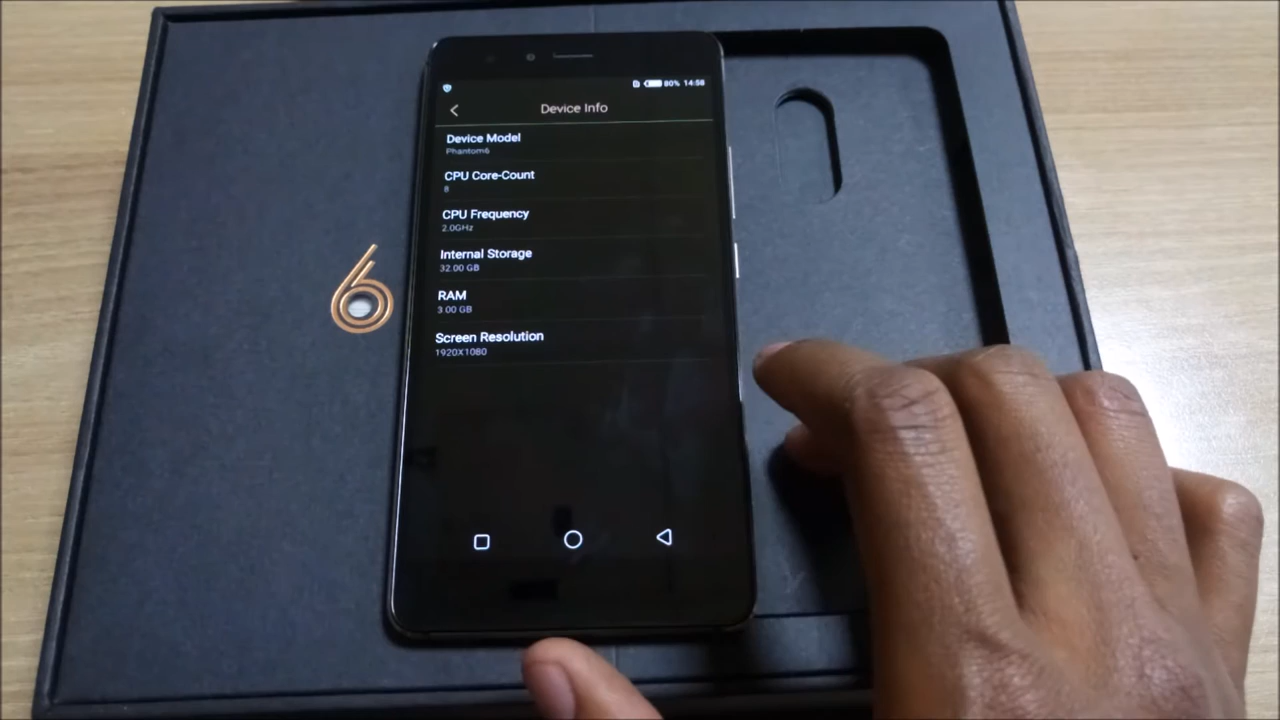 80% 14:58
Device Info
Device Model
Phantom6
CPU Core-Count
8
CPU Frequency
2.0GHz
Internal Storage
32.00 GB
RAM
3.00 GB
Screen Resolution
1920X1080
6